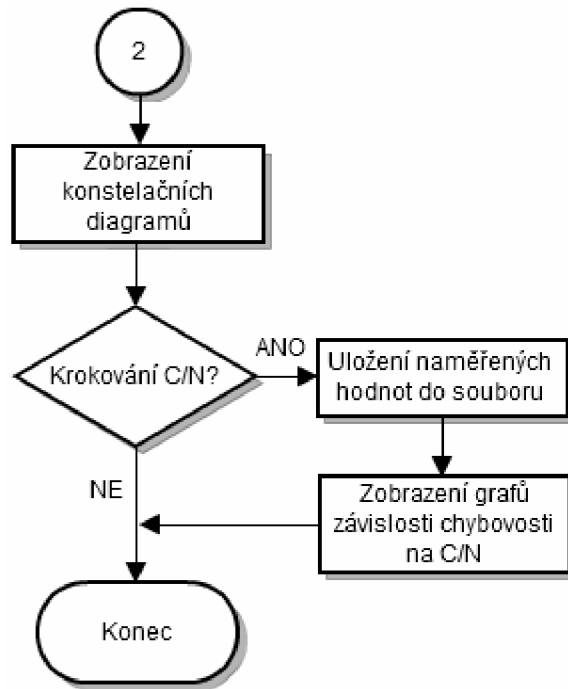 2
Zobrazení
konstelačních
diagramů
Krokování C/N?
ANO
Uložení naměřených
hodnot do souboru
NE
Zobrazení grafů
závislosti chybovosti
na C/N
Konec